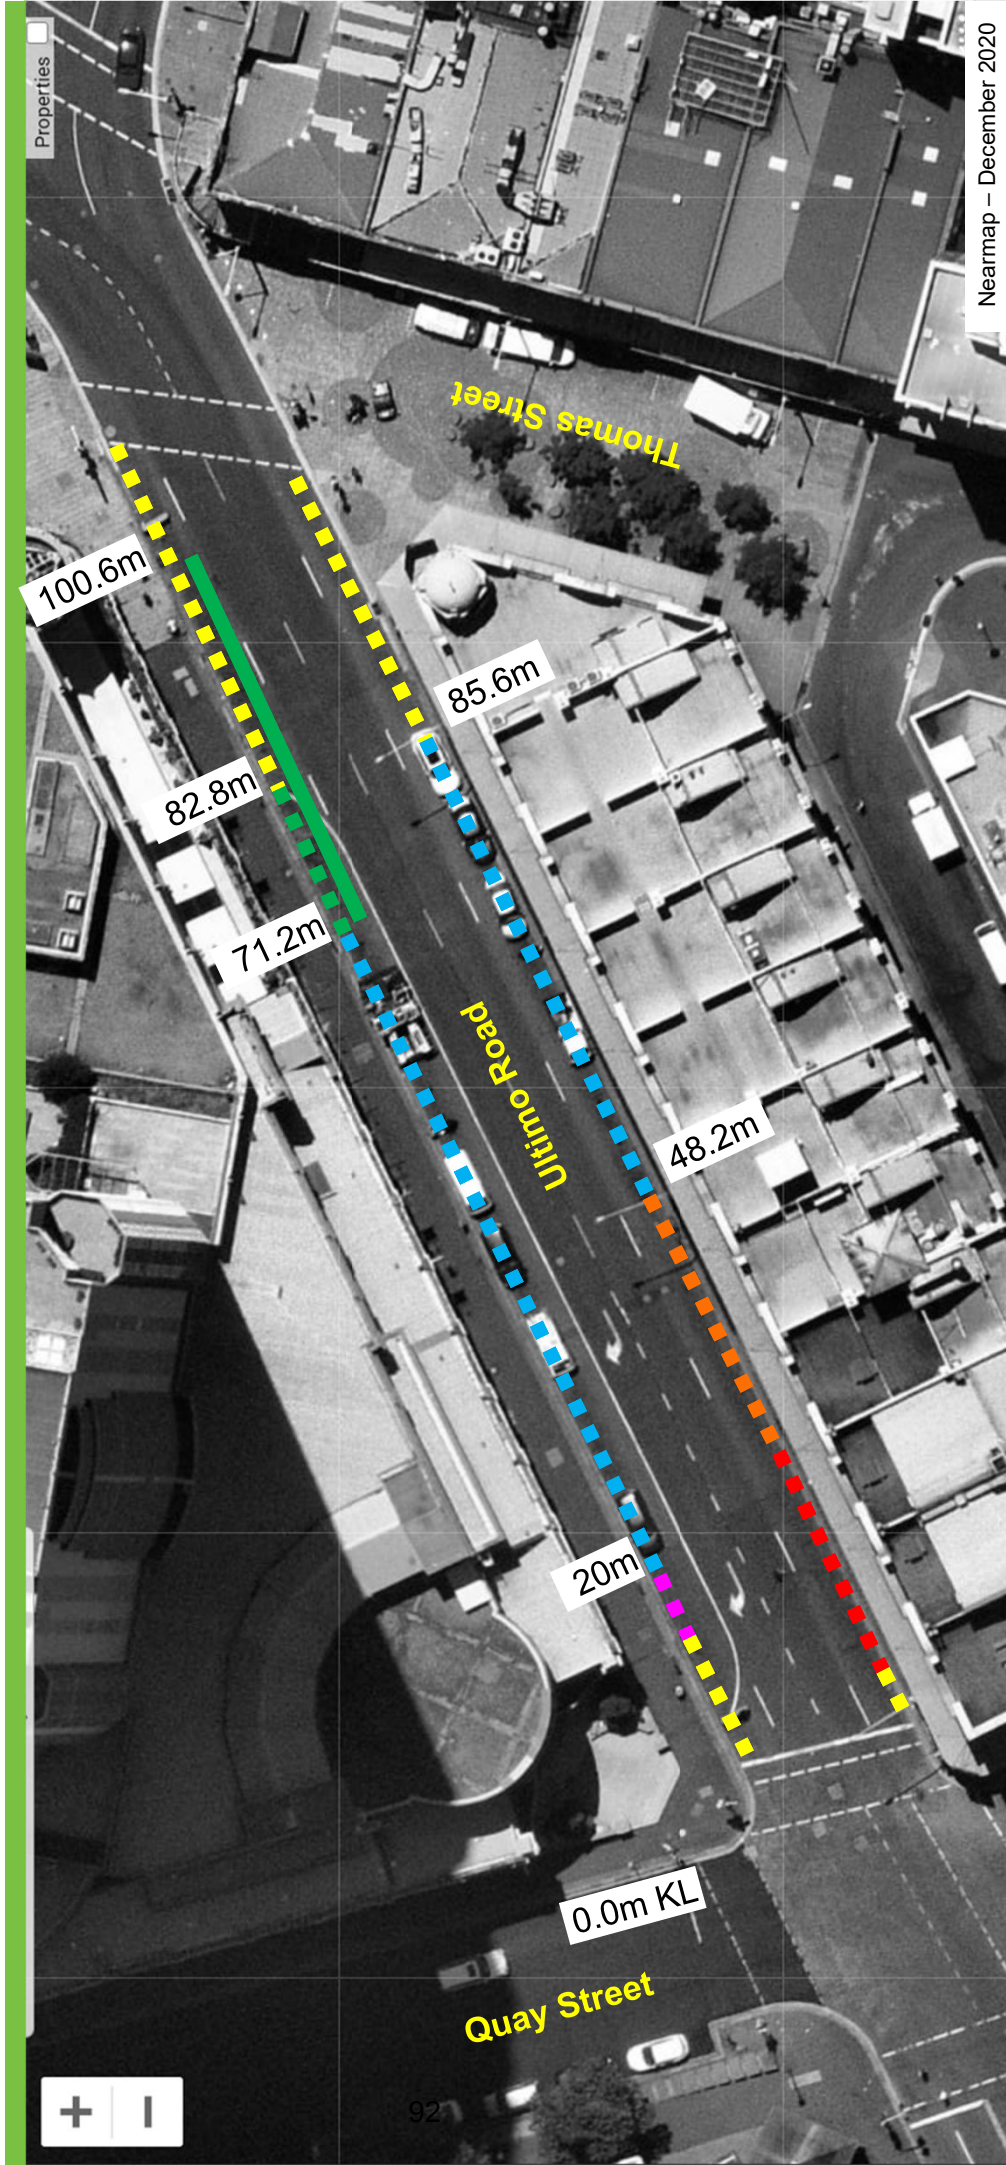 Properties
Nearmap – December 2020
Thomas Street
100.6m
85.6m
82.8m
71.2m
Ultimo Road
48.2m
20m
0.0m KL
Quay Street
92